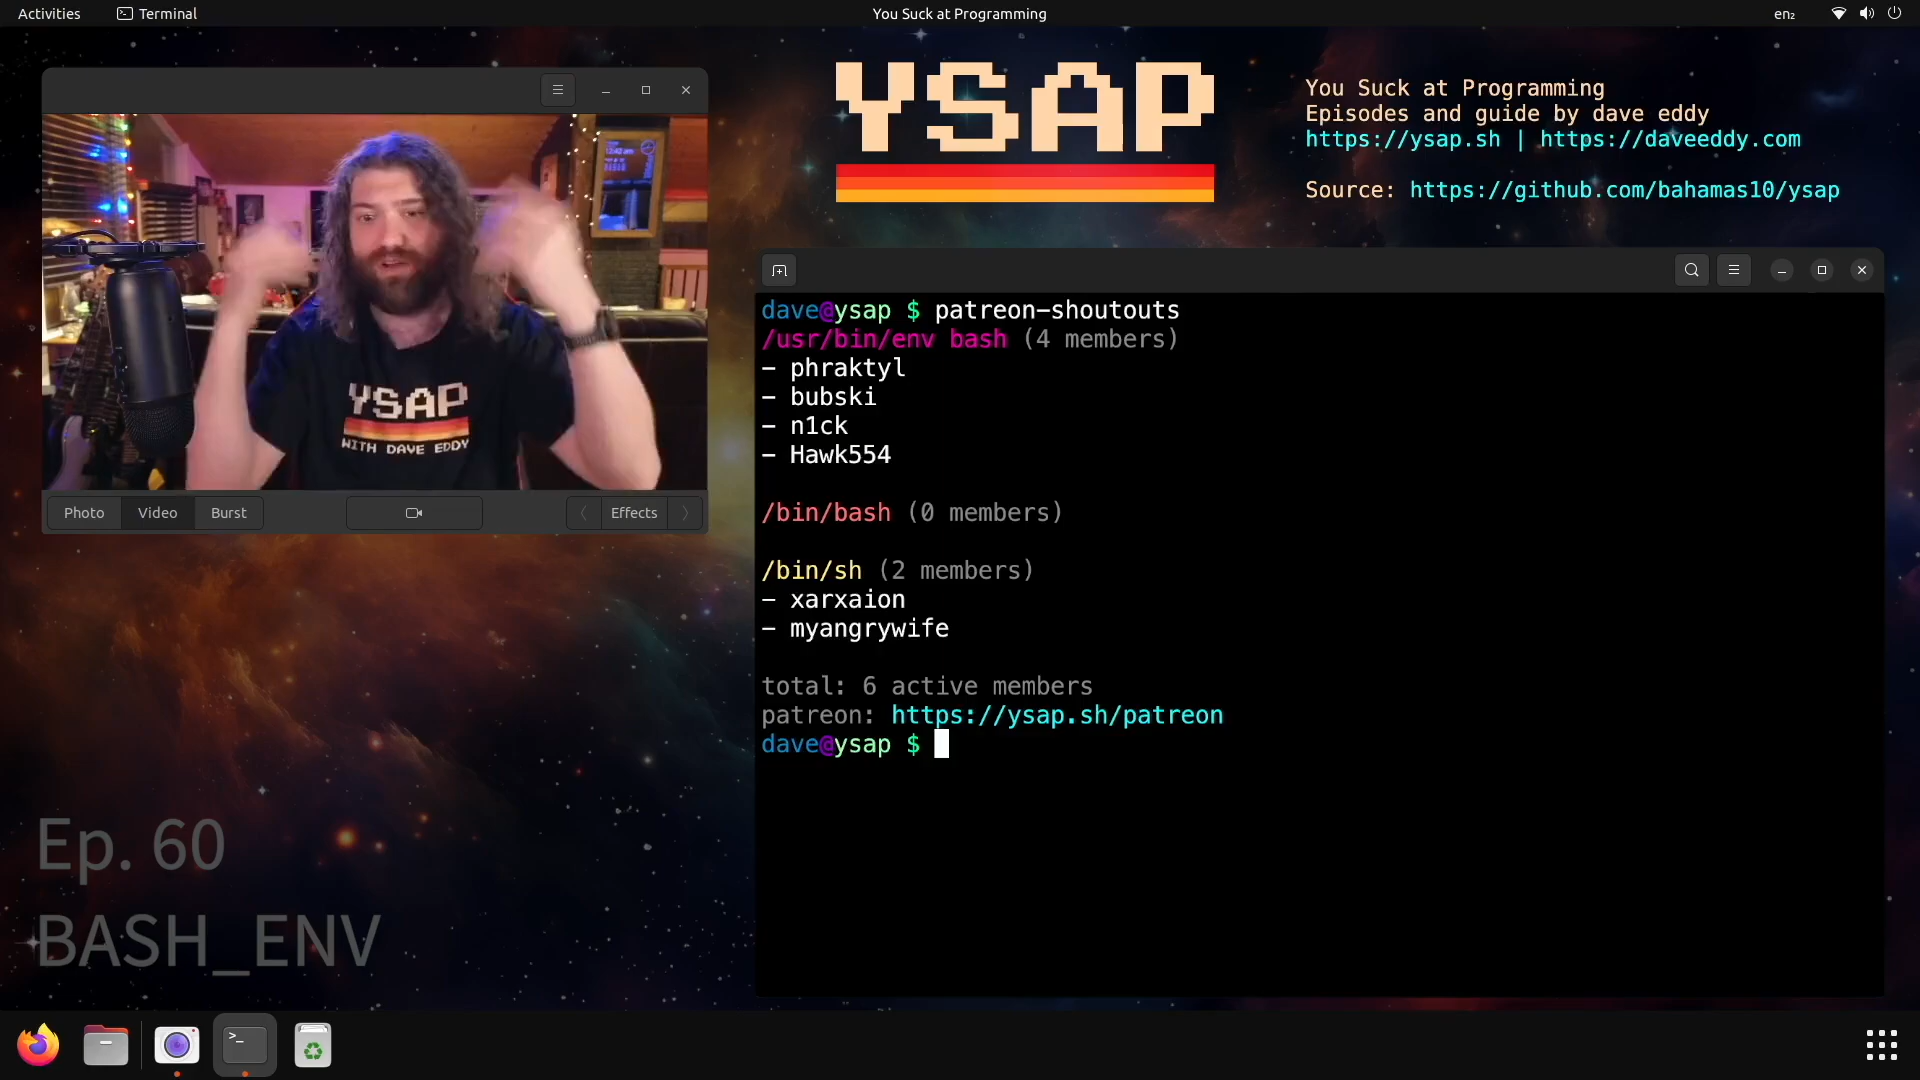 Activities
Terminal
You Suck at Programming
en₂
YSAP
You Suck at Programming
Episodes and guide by dave eddy
https://ysap.sh | https://daveeddy.com
Source: https://github.com/bahamas10/ysap
YSAP
WITH DAVE EDDY
Photo
Video
Burst
Effects
dave@ysap $ patreon-shoutouts
/usr/bin/env bash (4 members)
- phraktyl
- bubski
- n1ck
- Hawk554
/bin/bash (0 members)
/bin/sh (2 members)
- xarxaion
- myangrywife
total: 6 active members
patreon: https://ysap.sh/patreon
dave@ysap $
Ep. 60
BASH_ENV